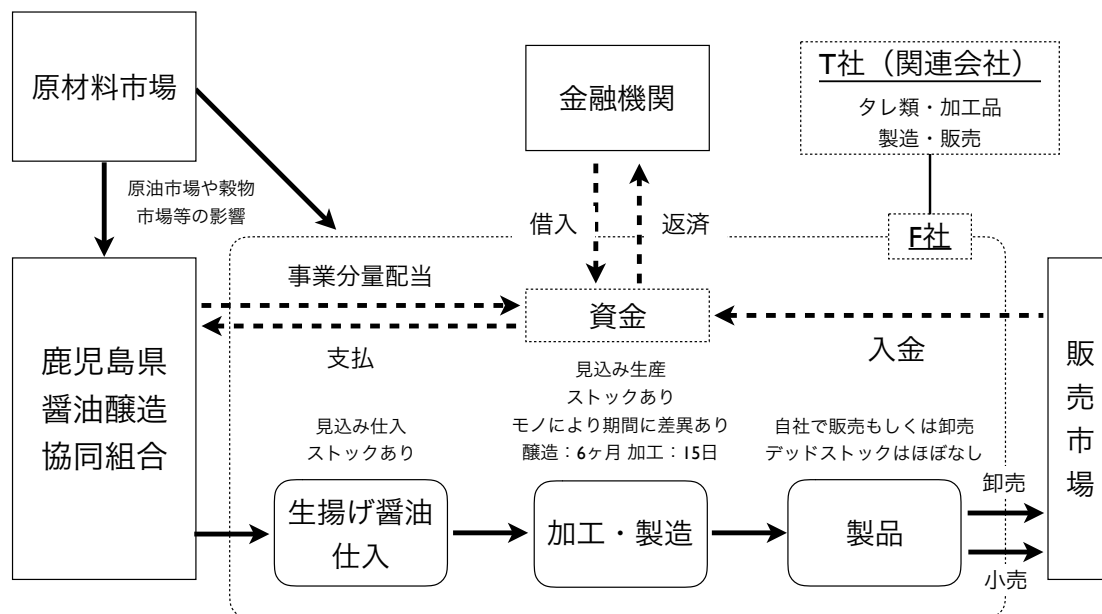 原材料市場
金融機関
T社（関連会社）
タレ類・加工品
製造・販売
原油市場や穀物
市場等の影響
借入
返済
F社
事業分量配当
資金
支払
入金
鹿児島県
醤油醸造
協同組合
販売市場
見込み仕入
ストックあり
見込み生産
ストックあり
モノにより期間に差異あり
醸造：6ヶ月 加工：15日
自社で販売もしくは卸売
デッドストックはほぼなし
生揚げ醤油
仕入
加工・製造
製品
卸売
小売